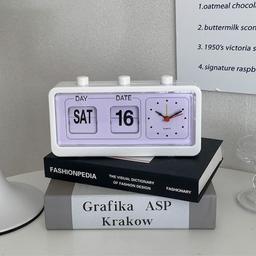 1.oatmeal chocola
2. buttermilk scon
3. 1950's victoria s
4. signature raspb
DAY
DATE
SAT
16
FASHIONPEDIA
THE VISUAL DICTIONARY
OF FASHION DESIGN
FASHIONARY
Grafika ASP
Krakow